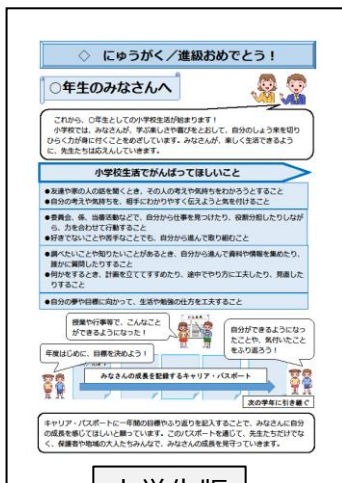 ◇ にゅうがく／進級おめでとう！
○年生のみなさんへ
これから、○年生としての小学校生活が始まります！
小学校では、みなさんが、学ぶ楽しさや喜びをとおして、自分のしょう来を切り
ひらく力が身に付くことをめざしています。みなさんが、楽しく生活できるよう
に、先生たちは応えんしていきます。
小学校生活でがんばってほしいこと
●友達や家の人の話を聞くとき、その人の考えや気持ちをわかろうとすること
●自分の考えや気持ちを、相手にわかりやすく伝えようと気を付けること
●委員会、係、当番活動などで、自分から仕事を見つけたり、役割分担したりしなが
ら、力を合わせて行動すること
●好きでないことや苦手なことでも、自分から進んで取り組むこと
●調べたいことや知りたいことがあるとき、自分から進んで資料や情報を集めたり、
誰かに質問したりすること
●何かをするとき、計画を立ててすすめたり、途中でやり方に工夫したり、見直した
りすること
●自分の夢や目標に向かって、生活や勉強の仕方を工夫すること
授業や行事等で、こんなこと
ができるようになった！
自分ができるようになっ
たことや、気付いたこと
をふり返ろう！
年度はじめに、目標を決めよう！
みなさんの成長を記録するキャリア・パスポート
次の学年に引き継ぐ
キャリア・パスポートに一年間の目標やふり返りを記入することで、みなさんに自分
の成長を感じてほしいと願っています。このパスポートを通じて、先生たちだけでな
く、保護者や地域の大人たちみんなで、みなさんの成長を見守っていきます。